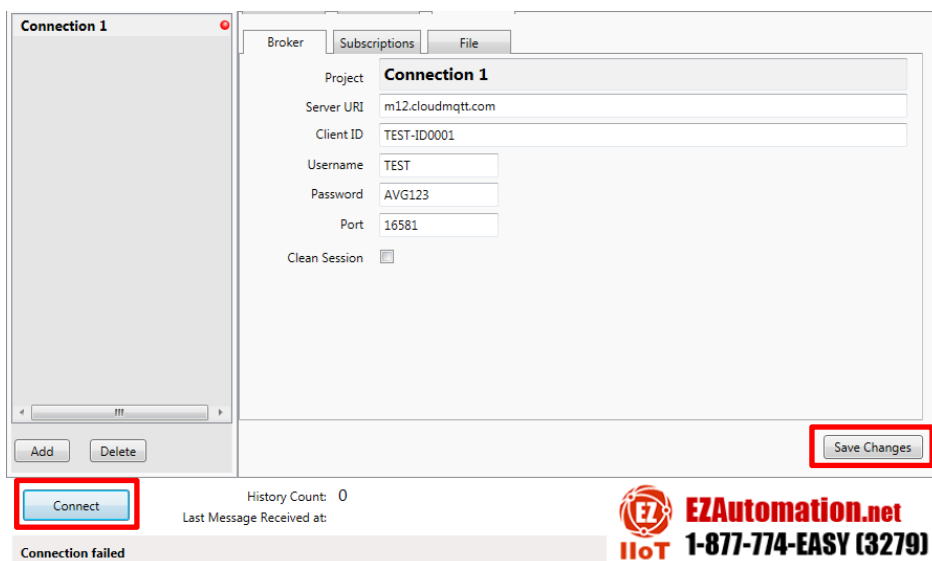 Connection 1
Broker Subscriptions File
Project Connection 1
Server URI m12.cloudmqtt.com
Client ID TEST-ID0001
Username TEST
Password AVG123
Port 16581
Clean Session
Add Delete
Save Changes
Connect
History Count: 0
Last Message Received at:
Connection failed
EZ
IIoT
EZAutomation.net
1-877-774-EASY (3279)